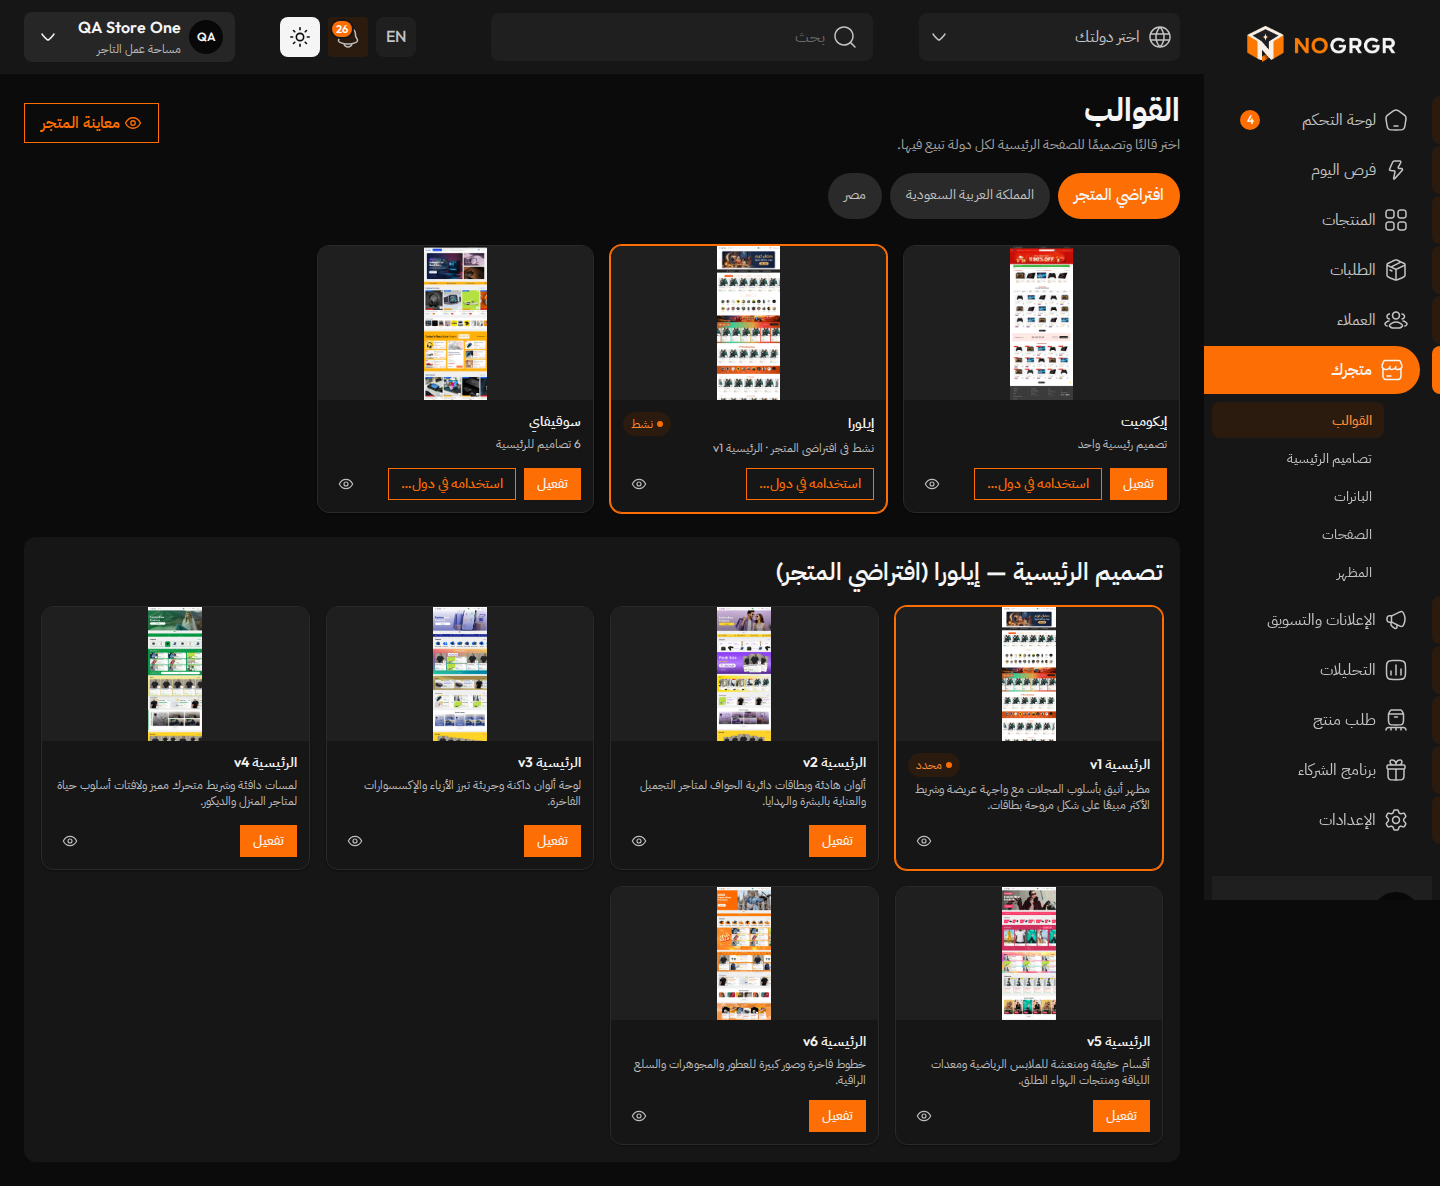 NOGRGR
اختر دولتك
بحث
EN
26
QA Store One
مساحة عمل التاجر
QA
لوحة التحكم
4
فرص اليوم
المنتجات
الطلبات
العملاء
متجرك
القوالب
تصاميم الرئيسية
البانرات
الصفحات
المظهر
الإعلانات والتسويق
التحليلات
طلب منتج
برنامج الشركاء
الإعدادات
القوالب
اختر قالبًا وتصميمًا للصفحة الرئيسية لكل دولة تبيع فيها.
معاينة المتجر
افتراضي المتجر
المملكة العربية السعودية
مصر
إيكوميت
تصميم رئيسية واحد
تفعيل
استخدامه في دول...
إيلورا
نشط
نشط في افتراضي المتجر · الرئيسية v1
استخدامه في دول...
سوقيفاي
6 تصاميم للرئيسية
تفعيل
استخدامه في دول...
تصميم الرئيسية — إيلورا (افتراضي المتجر)
الرئيسية v1
محدد
مظهر أنيق بأسلوب المجلات مع واجهة عريضة وشريط
الأكثر مبيعًا على شكل مروحة بطاقات.
الرئيسية v2
ألوان هادئة وبطاقات دائرية الحواف لمتاجر التجميل
والعناية بالبشرة والهدايا.
تفعيل
الرئيسية v3
لوحة ألوان داكنة وجريئة تبرز الأزياء والإكسسوارات
الفاخرة.
تفعيل
الرئيسية v4
لمسات دافئة وشريط متحرك مميز ولافتات أسلوب حياة
لمتاجر المنزل والديكور.
تفعيل
الرئيسية v5
أقسام خفيفة ومنعشة للملابس الرياضية ومعدات
اللياقة ومنتجات الهواء الطلق.
تفعيل
الرئيسية v6
خطوط فاخرة وصور كبيرة للعطور والمجوهرات والسلع
الراقية.
تفعيل